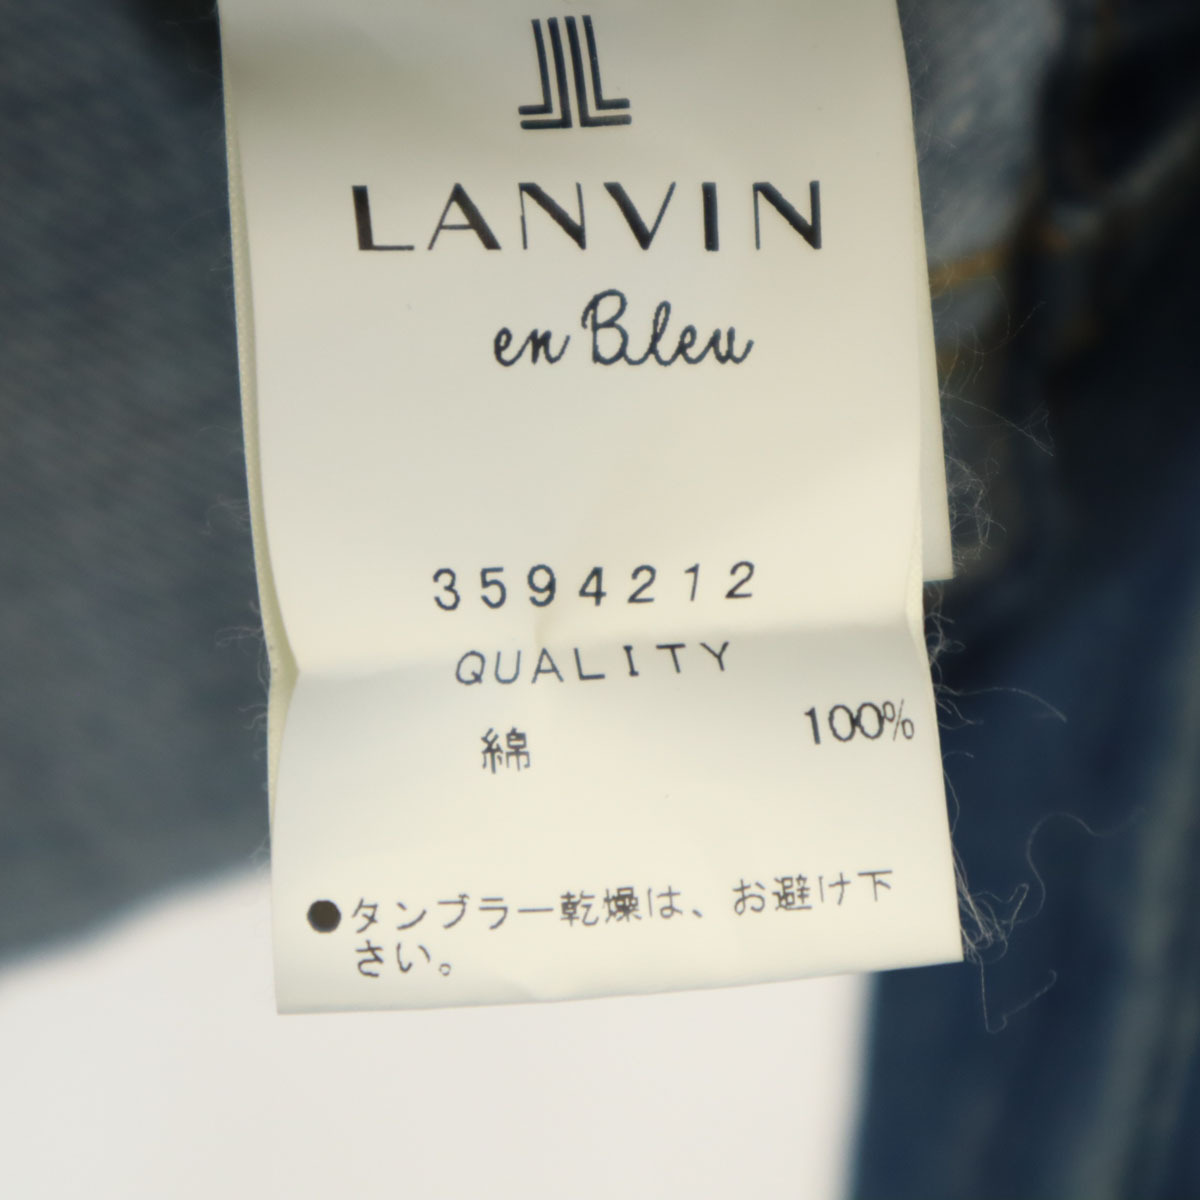 LANVIN
en Bleu
3594212
QUALITY
綿 100%
●タンブラー乾燥は、お避け下
さい。